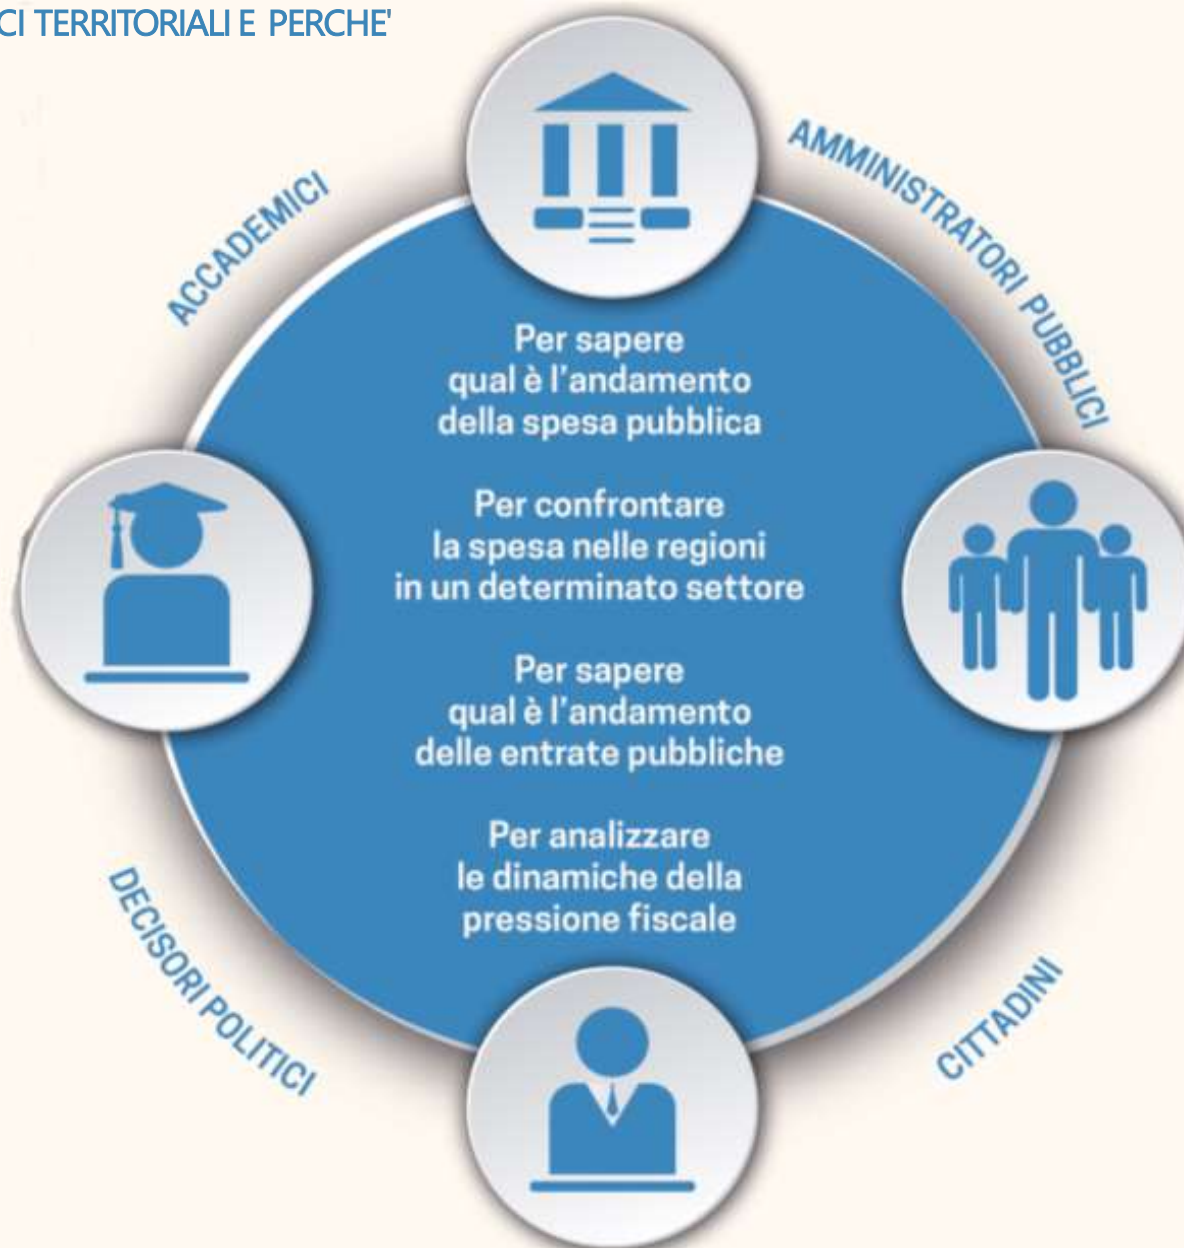 CI TERRITORIALI E PERCHE'
ACCADEMICI
AMMINISTRATORI PUBBLICI
Per sapere
qual è l'andamento
della spesa pubblica
Per confrontare
la spesa nelle regioni
in un determinato settore
Per sapere
qual è l'andamento
delle entrate pubbliche
Per analizzare
le dinamiche della
pressione fiscale
DECISORI POLITICI
CITTADINI